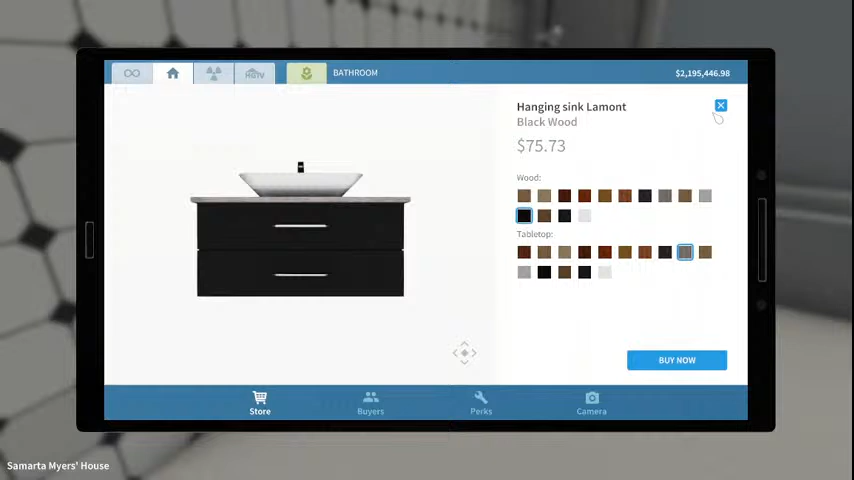 HGTV
BATHROOM
$2,195,446.98
Hanging sink Lamont
Black Wood
$75.73
Wood:
Tabletop:
BUY NOW
Store
Buyers
Perks
Camera
Samarta Myers' House